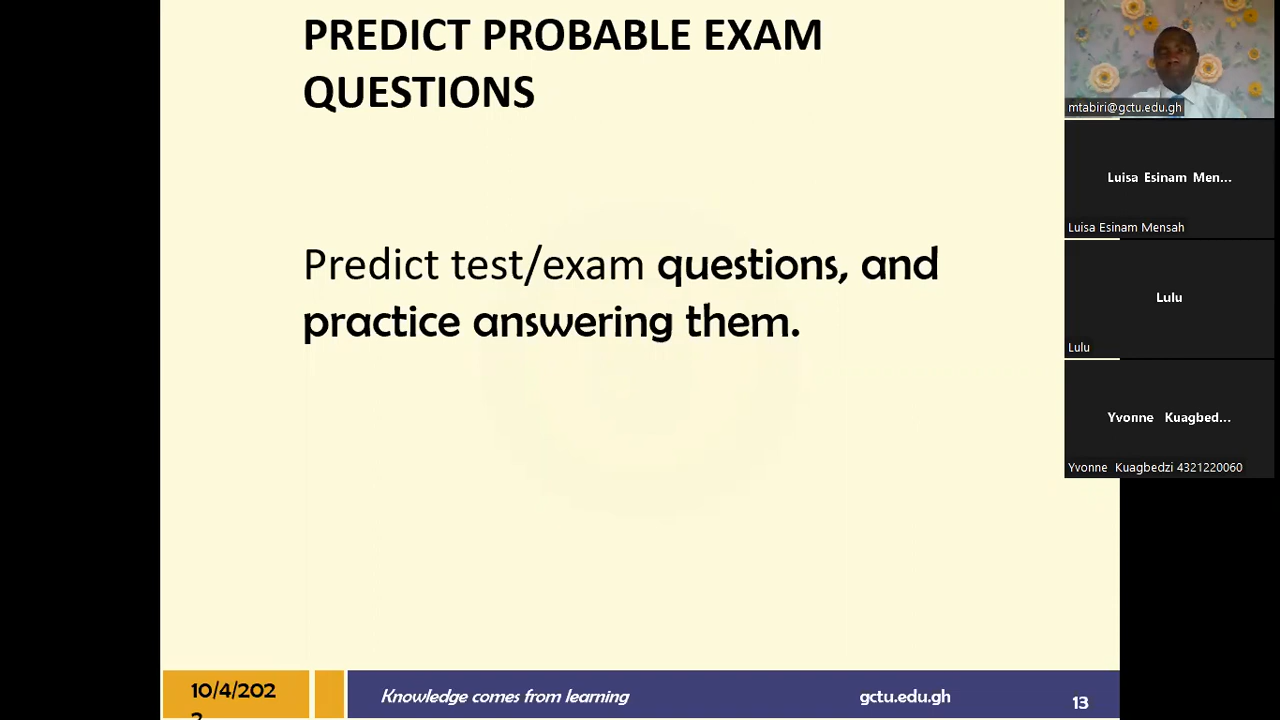 PREDICT PROBABLE EXAM
QUESTIONS
Predict test/exam questions, and
practice answering them.
10/4/202
Knowledge comes from learning
gctu.edu.gh
13
mtabiri@gctu.edu.gh
Luisa Esinam Men...
Luisa Esinam Mensah
Lulu
Lulu
Yvonne Kuagbed...
Yvonne Kuagbedzi 4321220060